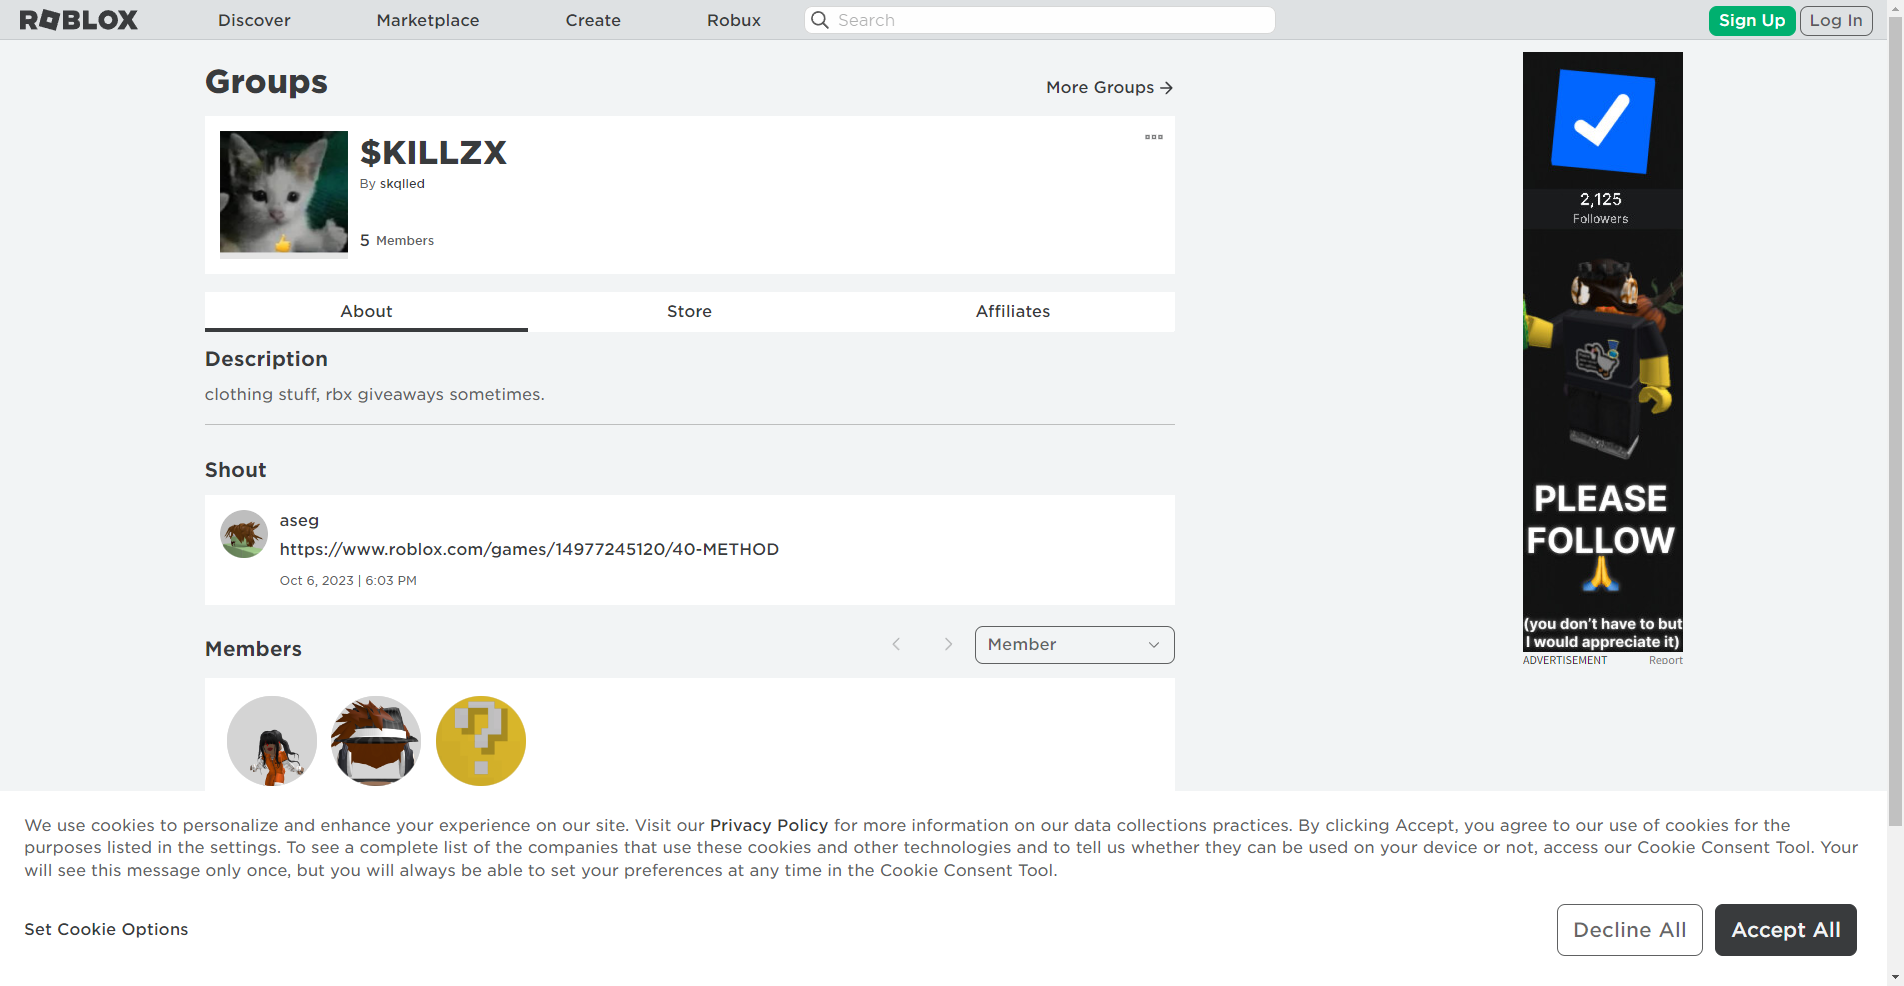 ROBLOX
Discover
Marketplace
Create
Robux
Search
Sign Up
Log In
Groups
More Groups
$KILLZX
By skqlled
5 Members
About
Store
Affiliates
Description
clothing stuff, rbx giveaways sometimes.
Shout
aseg
https://www.roblox.com/games/14977245120/40-METHOD
Oct 6, 2023 | 6:03 PM
Members
Member
2,125
Followers
PLEASE
FOLLOW
(you don't have to but
I would appreciate it)
ADVERTISEMENT
Report
We use cookies to personalize and enhance your experience on our site. Visit our Privacy Policy for more information on our data collections practices. By clicking Accept, you agree to our use of cookies for the
purposes listed in the settings. To see a complete list of the companies that use these cookies and other technologies and to tell us whether they can be used on your device or not, access our Cookie Consent Tool. Your
will see this message only once, but you will always be able to set your preferences at any time in the Cookie Consent Tool.
Set Cookie Options
Decline All
Accept All